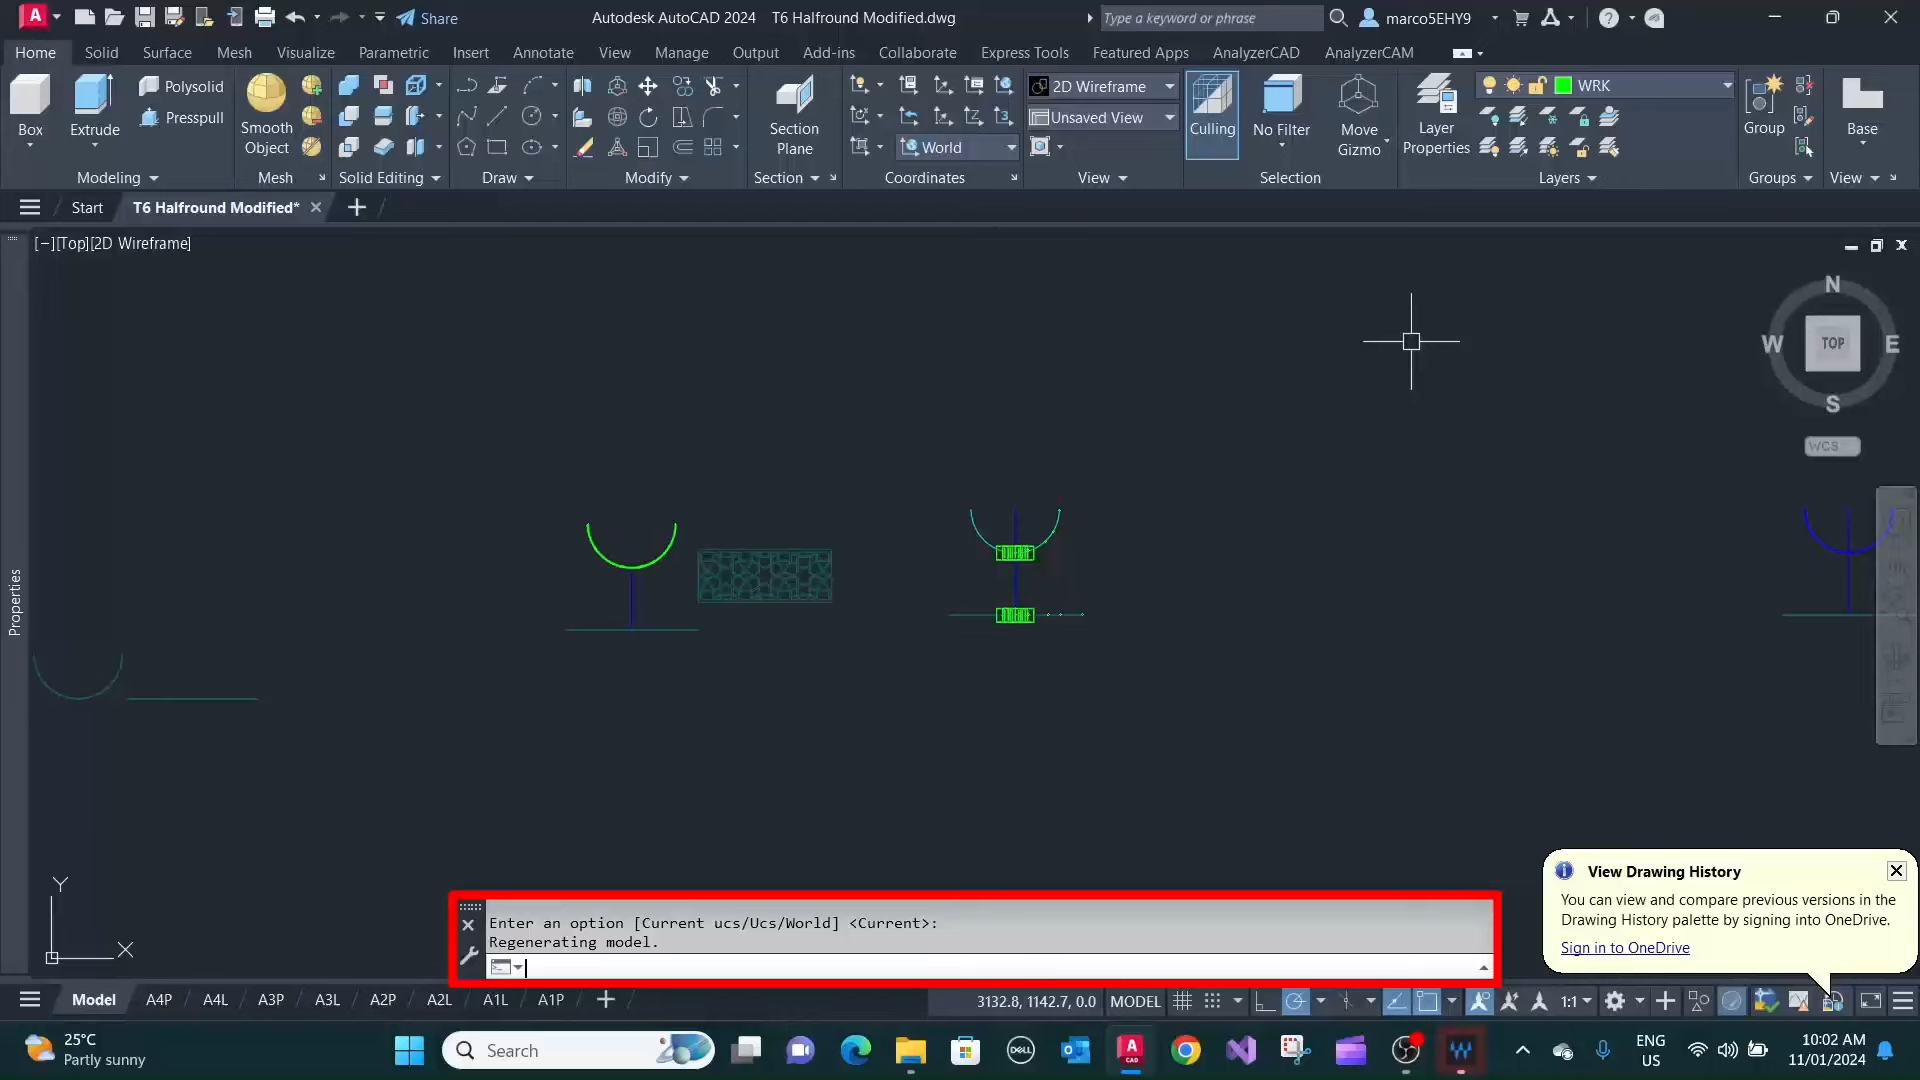 Share
Autodesk AutoCAD 2024 T6 Halfround Modified.dwg
Type a keyword or phrase
marco5EHY9
Home Solid Surface Mesh Visualize Parametric Insert Annotate View Manage Output Add-ins Collaborate Express Tools Featured Apps AnalyzerCAD AnalyzerCAM
Box
Extrude
Polysolid
Presspull
Smooth
Object
Section
Plane
World
2D Wireframe
Unsaved View
Culling
No Filter
Move
Gizmo
Layer
Properties
WRK
Group
Base
Modeling Mesh Solid Editing Draw Modify Section Coordinates View Selection Layers Groups View
Start T6 Halfround Modified*
[−][Top][2D Wireframe]
N
W TOP E
S
WCS
Properties
Y
X
Enter an option [Current ucs/Ucs/World] <Current>:
Regenerating model.
View Drawing History
You can view and compare previous versions in the
Drawing History palette by signing into OneDrive.
Sign in to OneDrive
Model A4P A4L A3P A3L A2P A2L A1L A1P
3132.8, 1142.7, 0.0 MODEL 1:1
25°C
Partly sunny
Search
DELL
A
CAD
ENG
US
10:02 AM
11/01/2024